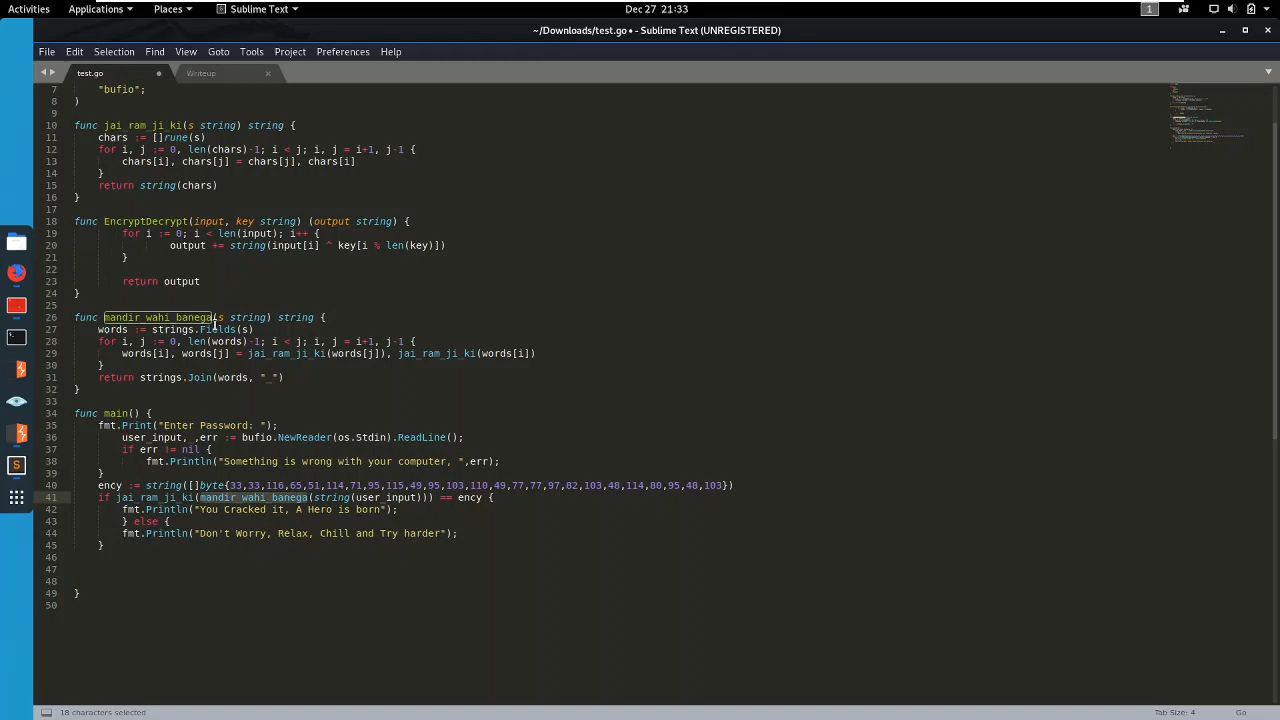 Activities Applications Places Sublime Text Dec 27 21:33 1
~/Downloads/test.go • - Sublime Text (UNREGISTERED)
File Edit Selection Find View Goto Tools Project Preferences Help
test.go Writeup
7 "bufio";
8 )
9
10 func jai_ram_ji_ki(s string) string {
11 chars := []rune(s)
12 for i, j := 0, len(chars)-1; i < j; i, j = i+1, j-1 {
13 chars[i], chars[j] = chars[j], chars[i]
14 }
15 return string(chars)
16 }
17
18 func EncryptDecrypt(input, key string) (output string) {
19 for i := 0; i < len(input); i++ {
20 output += string(input[i] ^ key[i % len(key)])
21 }
22
23 return output
24 }
25
26 func mandir_wahi_banega(s string) string {
27 words := strings.Fields(s)
28 for i, j := 0, len(words)-1; i < j; i, j = i+1, j-1 {
29 words[i], words[j] = jai_ram_ji_ki(words[j]), jai_ram_ji_ki(words[i])
30 }
31 return strings.Join(words, "_")
32 }
33
34 func main() {
35 fmt.Print("Enter Password: ");
36 user_input,_,err := bufio.NewReader(os.Stdin).ReadLine();
37 if err != nil {
38 fmt.Println("Something is wrong with your computer, ",err);
39 }
40 ency := string([]byte{33,33,116,65,51,114,71,95,115,49,95,103,110,49,77,77,97,82,103,48,114,80,95,48,103})
41 if jai_ram_ji_ki(mandir_wahi_banega(string(user_input))) == ency {
42 fmt.Println("You Cracked it, A Hero is born");
43 } else {
44 fmt.Println("Don't Worry, Relax, Chill and Try harder");
45 }
46
47
48
49 }
50
18 characters selected Tab Size: 4 Go